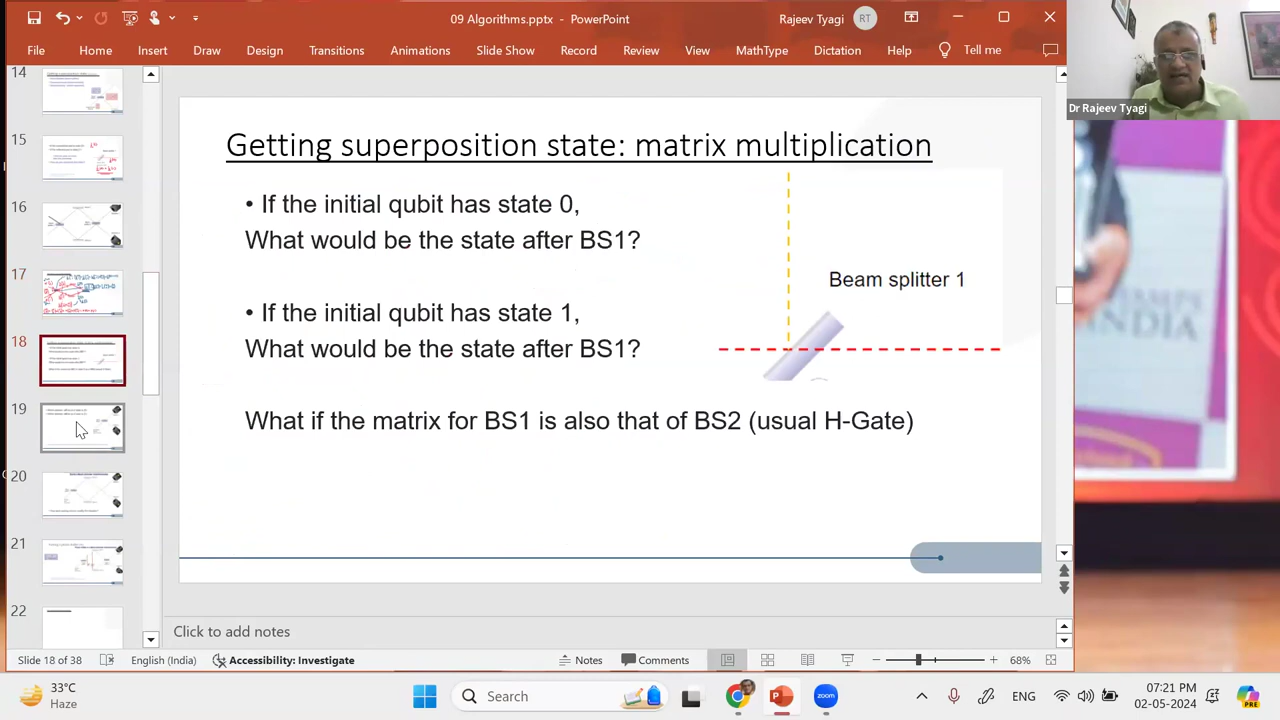 09 Algorithms.pptx - PowerPoint
Rajeev Tyagi
RT
File Home Insert Draw Design Transitions Animations Slide Show Record Review View MathType Dictation Help Tell me
Dr Rajeev Tyagi
14
15
16
17
18
19
20
21
22
Getting superposition state: matrix multiplication
• If the initial qubit has state 0,
What would be the state after BS1?
Beam splitter 1
• If the initial qubit has state 1,
What would be the state after BS1?
What if the matrix for BS1 is also that of BS2 (usual H-Gate)
Click to add notes
Slide 18 of 38 English (India) Accessibility: Investigate Notes Comments 68%
33°C
Haze
Search
zoom
ENG
07:21 PM
02-05-2024
PRE